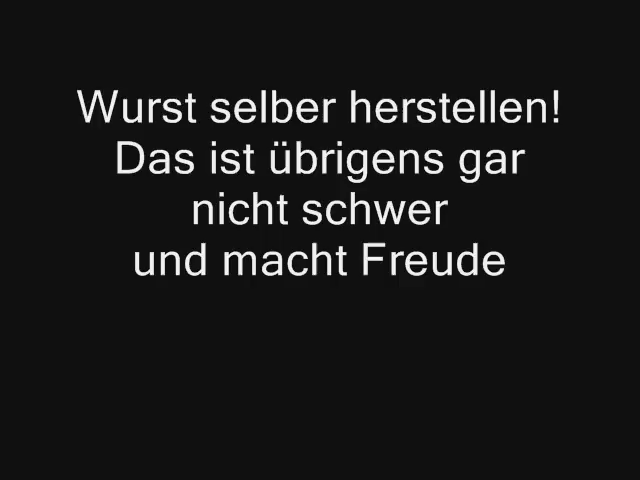 Wurst selber herstellen!
Das ist übrigens gar
nicht schwer
und macht Freude